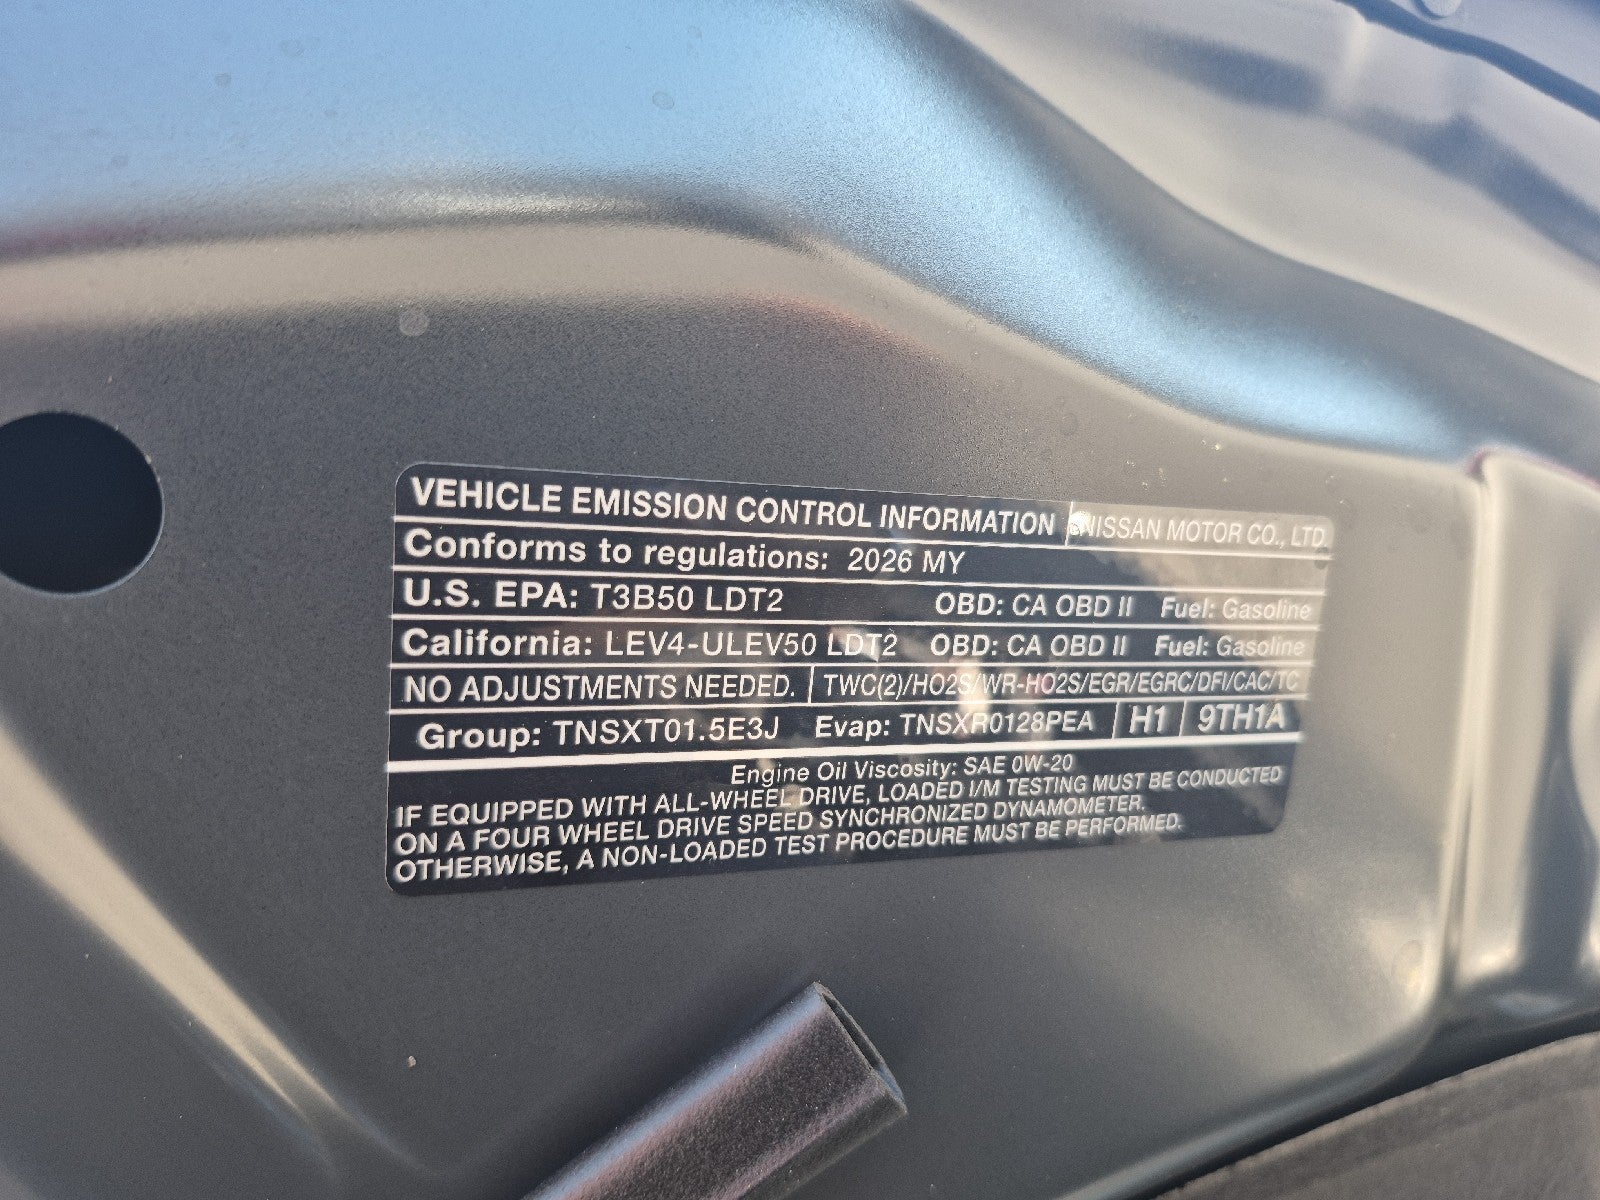 VEHICLE EMISSION CONTROL INFORMATION NISSAN MOTOR CO., LTD.
Conforms to regulations: 2026 MY
U.S. EPA: T3B50 LDT2 OBD: CA OBD II Fuel: Gasoline
California: LEV4-ULEV50 LDT2 OBD: CA OBD II Fuel: Gasoline
NO ADJUSTMENTS NEEDED. TWC(2)/HO2S/WR-HO2S/EGR/EGRC/DFI/CAC/TC
Group: TNSXT01.5E3J Evap: TNSXR0128PEA H1 9TH1A
Engine Oil Viscosity: SAE 0W-20
IF EQUIPPED WITH ALL-WHEEL DRIVE, LOADED I/M TESTING MUST BE CONDUCTED
ON A FOUR WHEEL DRIVE SPEED SYNCHRONIZED DYNAMOMETER.
OTHERWISE, A NON-LOADED TEST PROCEDURE MUST BE PERFORMED.